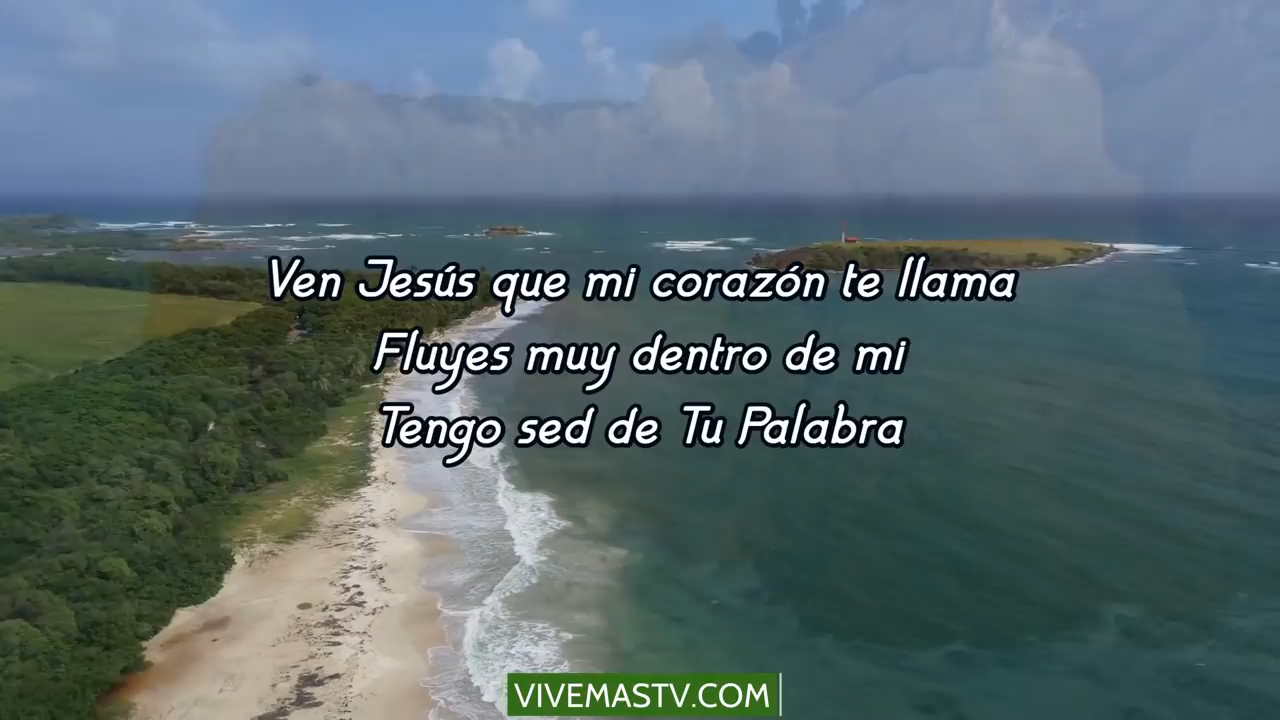 Ven Jesús que mi corazón te llama
Fluyes muy dentro de mi
Tengo sed de Tu Palabra
VIVEMASTV.COM